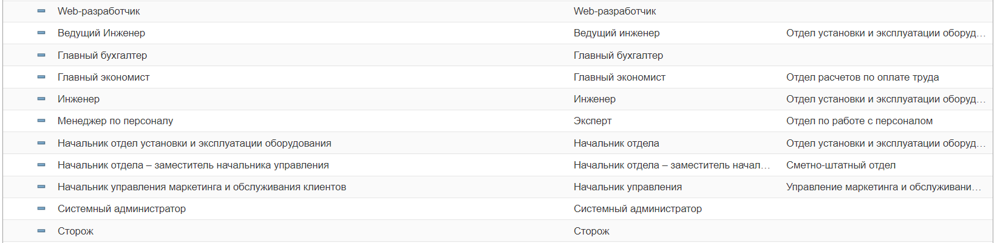 Web-разработчик Web-разработчик
Ведущий Инженер Ведущий инженер Отдел установки и эксплуатации оборуд…
Главный бухгалтер Главный бухгалтер
Главный экономист Главный экономист Отдел расчетов по оплате труда
Инженер Инженер Отдел установки и эксплуатации оборуд…
Менеджер по персоналу Эксперт Отдел по работе с персоналом
Начальник отдел установки и эксплуатации оборудования Начальник отдела Отдел установки и эксплуатации оборуд…
Начальник отдела – заместитель начальника управления Начальник отдела – заместитель начал… Сметно-штатный отдел
Начальник управления маркетинга и обслуживания клиентов Начальник управления Управление маркетинга и обслуживани…
Системный администратор Системный администратор
Сторож Сторож